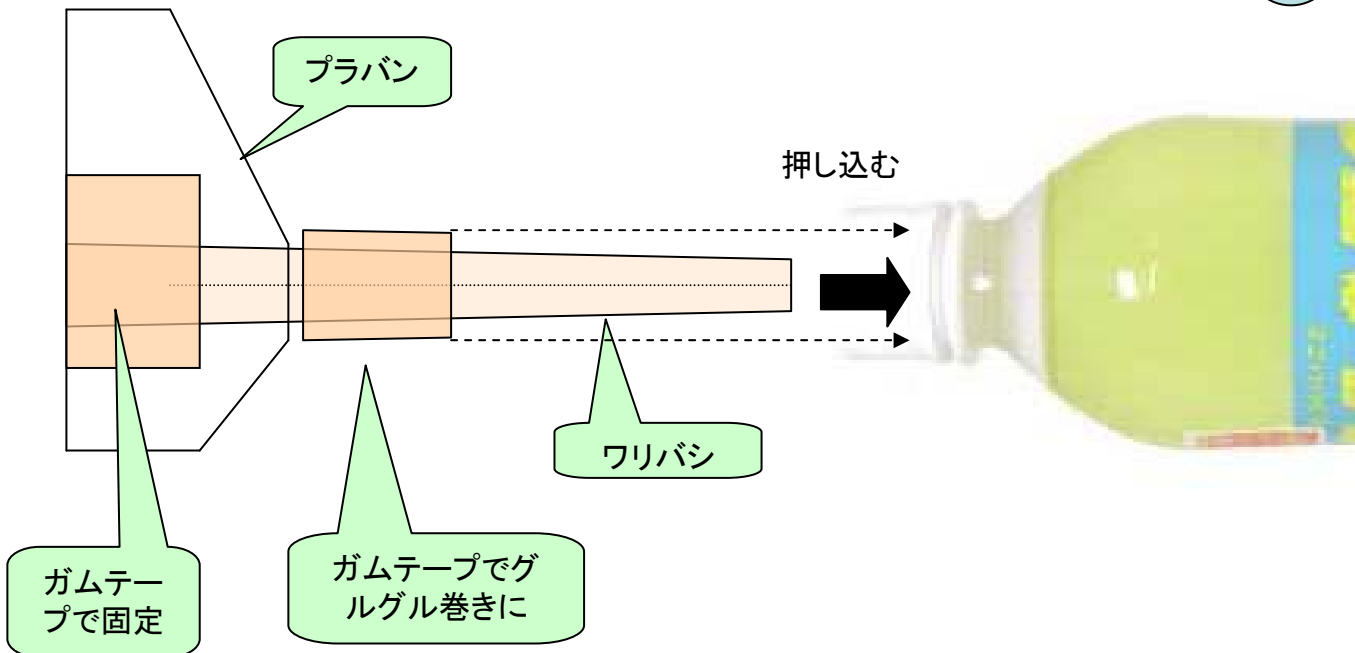 プラバン
押し込む
ワリバシ
ガムテー
プで固定
ガムテープでグ
ルグル巻きに